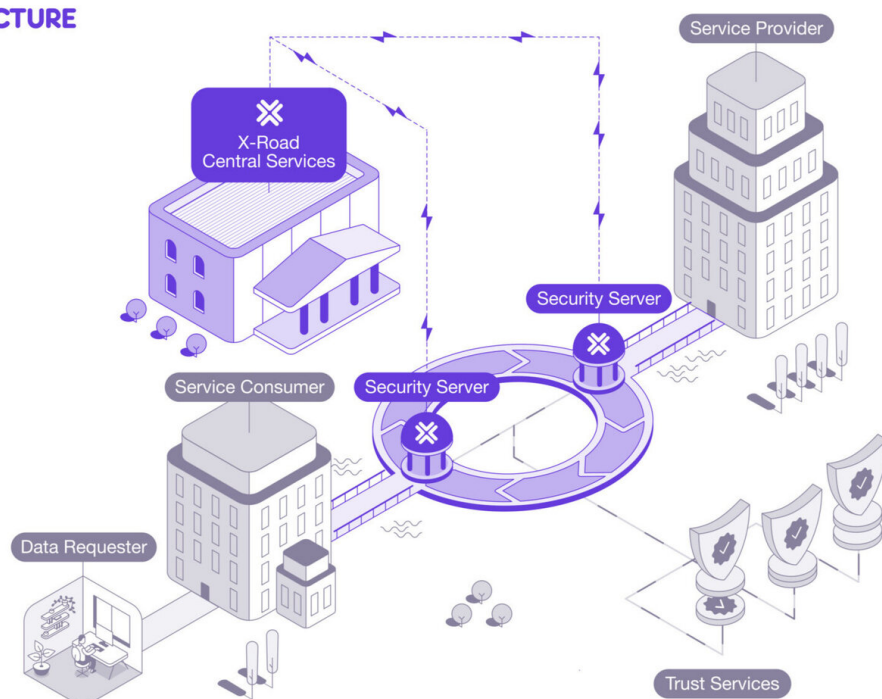 CTURE
Service Provider
X-Road
Central Services
Security Server
Service Consumer
Security Server
Data Requester
Trust Services